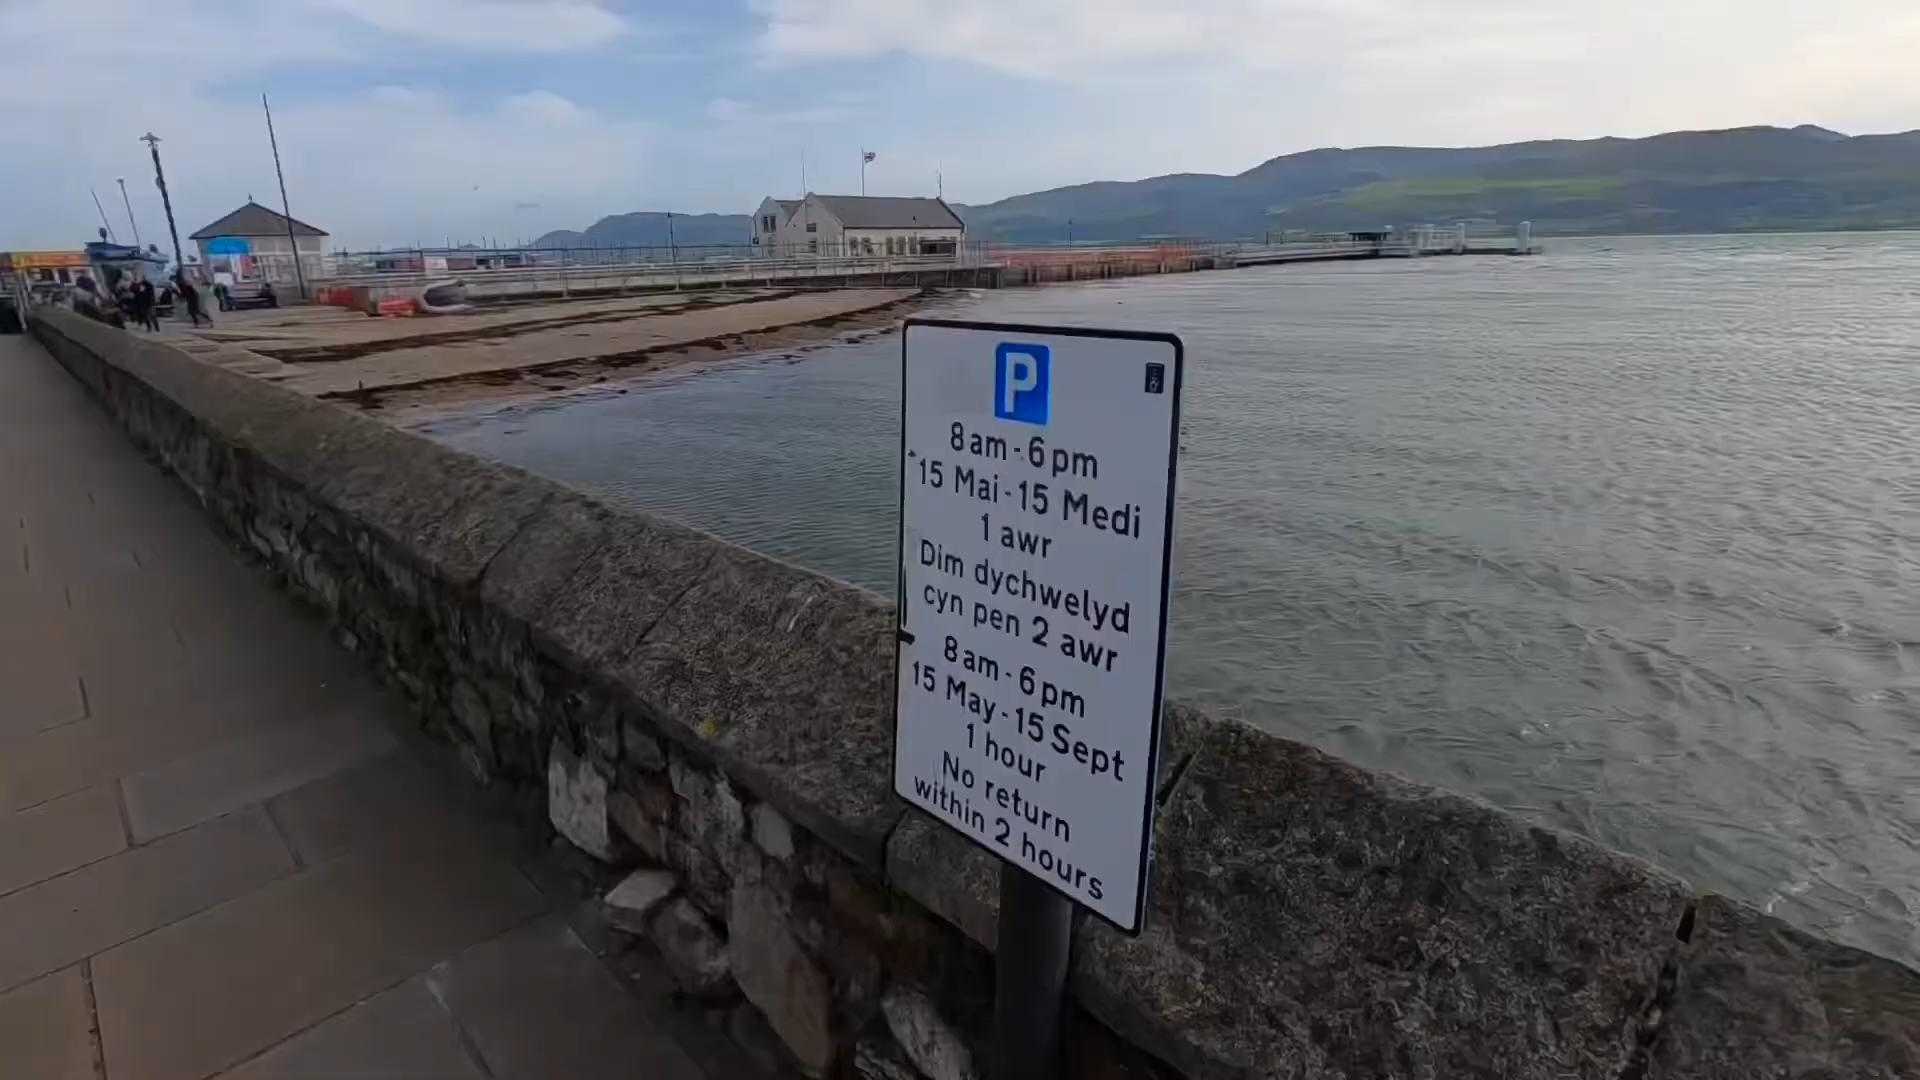 P
8am-6pm
15 Mai-15 Medi
1 awr
Dim dychwelyd
cyn pen 2 awr
8am-6pm
15 May-15 Sept
1 hour
No return
within 2 hours